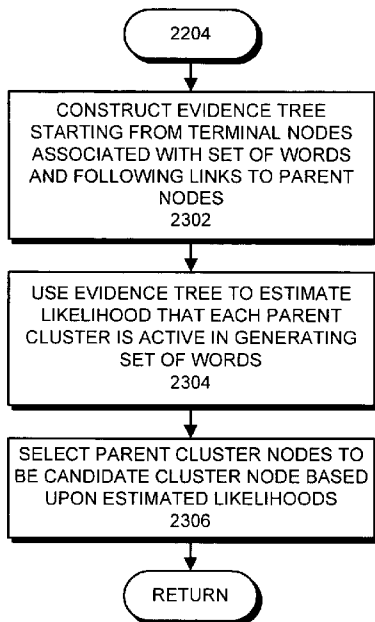 2204
CONSTRUCT EVIDENCE TREE
STARTING FROM TERMINAL NODES
ASSOCIATED WITH SET OF WORDS
AND FOLLOWING LINKS TO PARENT
NODES
2302
USE EVIDENCE TREE TO ESTIMATE
LIKELIHOOD THAT EACH PARENT
CLUSTER IS ACTIVE IN GENERATING
SET OF WORDS
2304
SELECT PARENT CLUSTER NODES TO
BE CANDIDATE CLUSTER NODE BASED
UPON ESTIMATED LIKELIHOODS
2306
RETURN